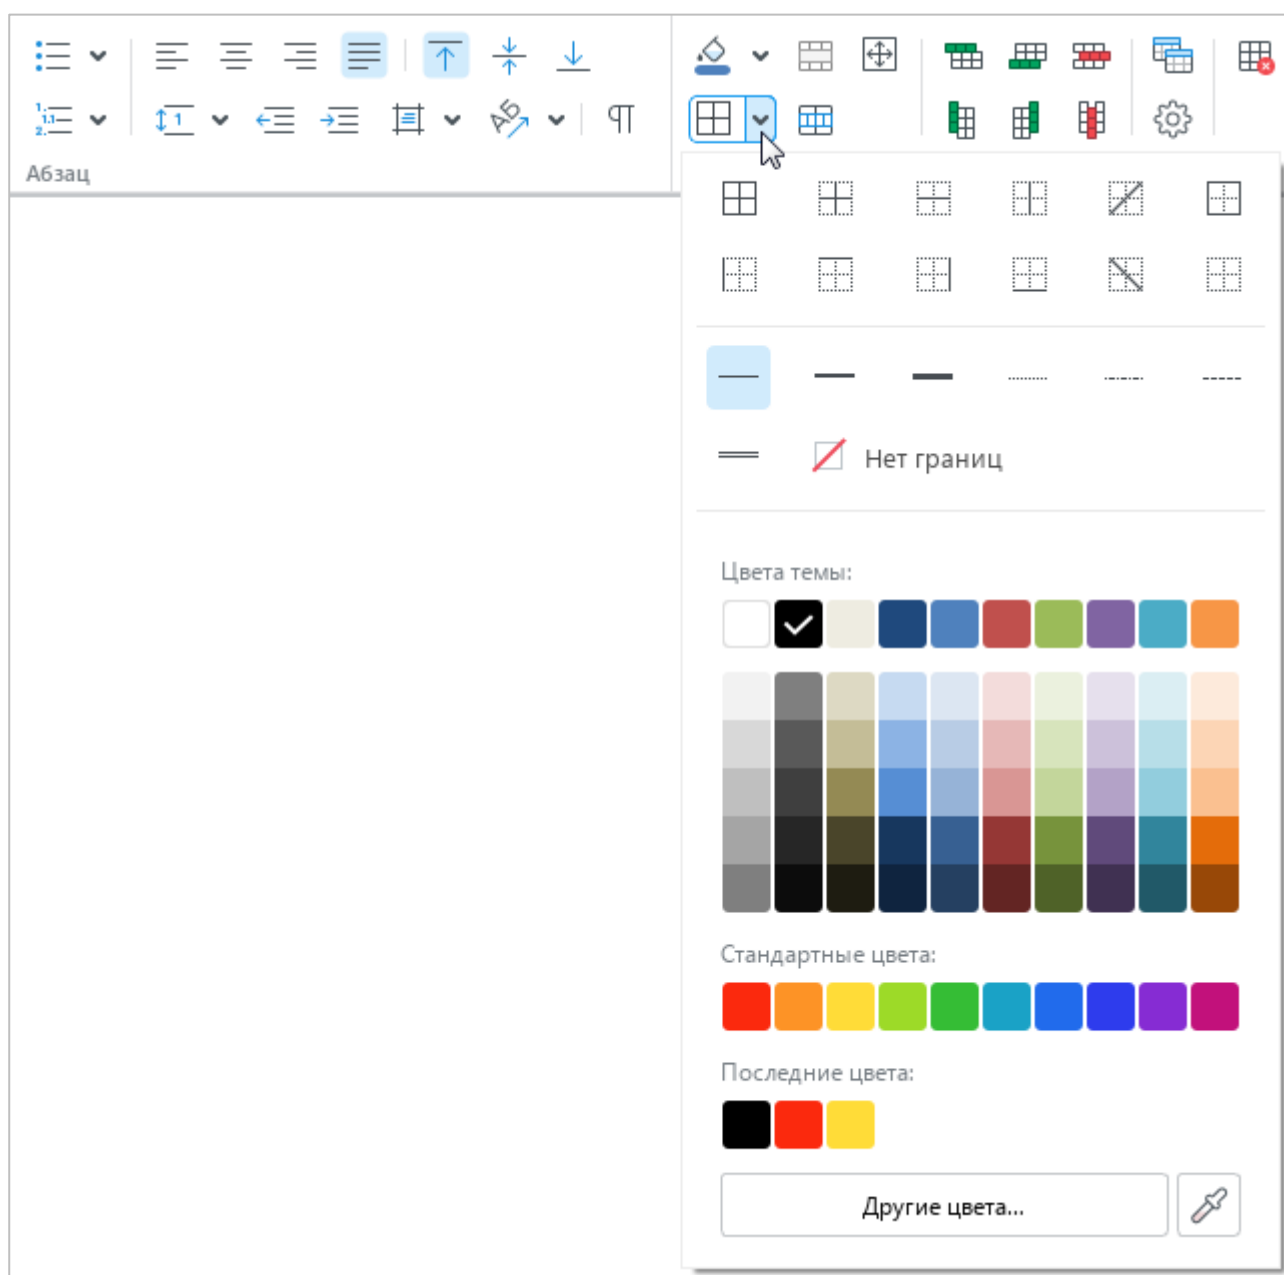 Абзац
Нет границ
Цвета темы:
Стандартные цвета:
Последние цвета:
Другие цвета...